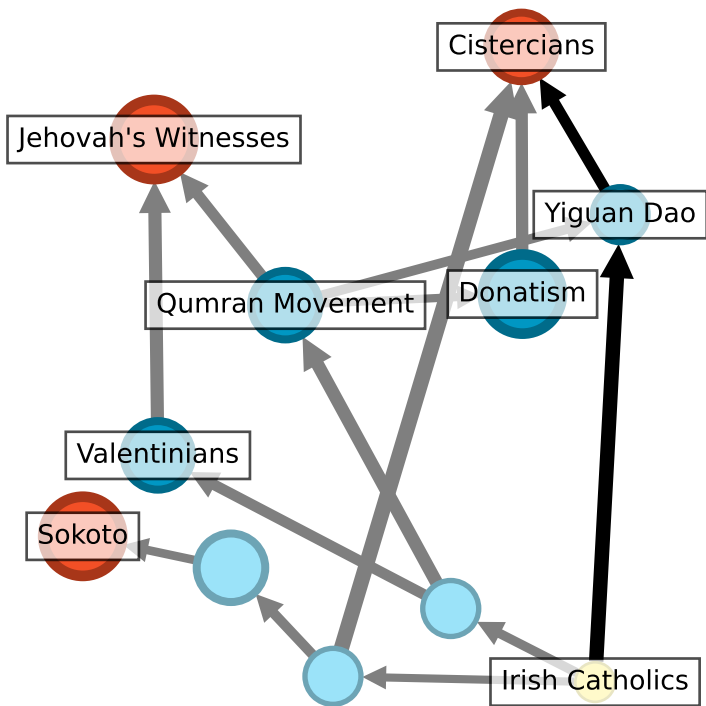 Cistercians
Jehovah's Witnesses
Yiguan Dao
Qumran Movement
Donatism
Valentinians
Sokoto
Irish Catholics